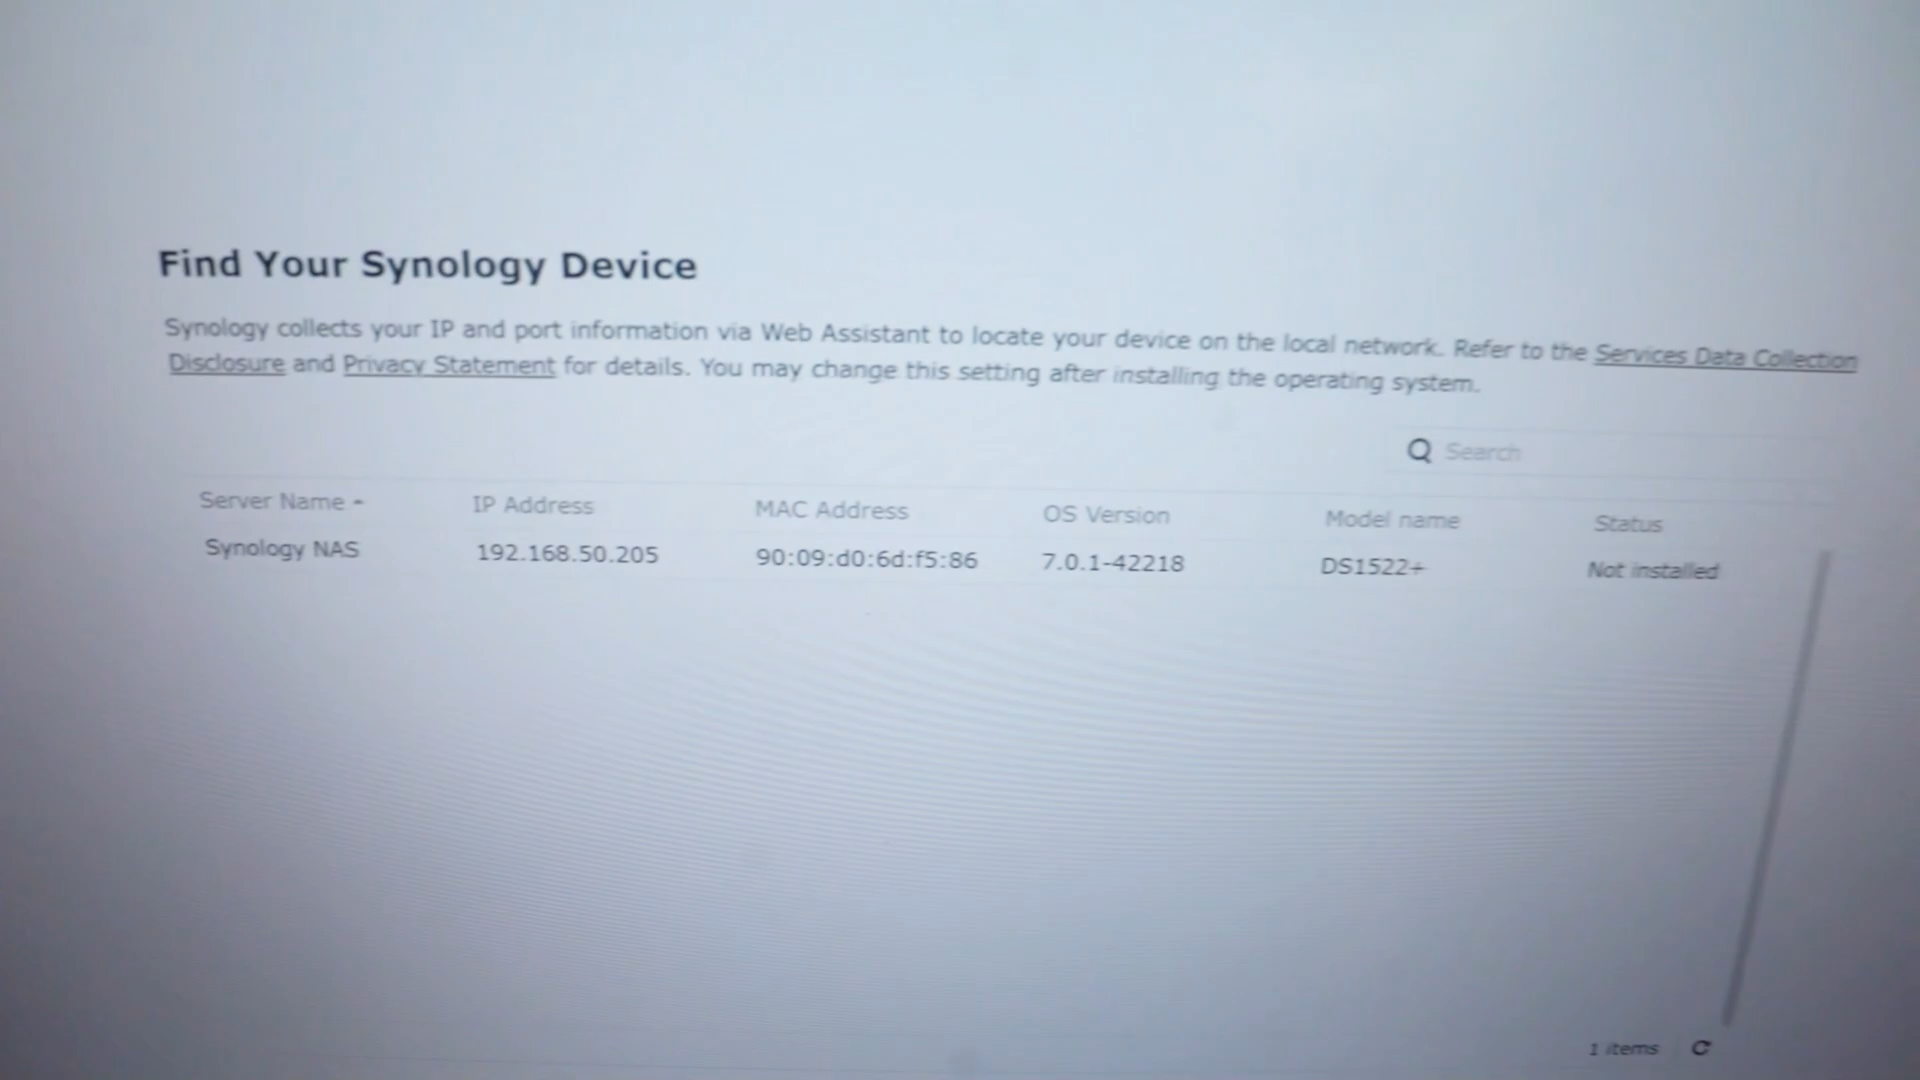 Find Your Synology Device
Synology collects your IP and port information via Web Assistant to locate your device on the local network. Refer to the Services Data Collection
Disclosure and Privacy Statement for details. You may change this setting after installing the operating system.
Search
Server Name IP Address MAC Address OS Version Model name Status
Synology NAS 192.168.50.205 90:09:d0:6d:f5:86 7.0.1-42218 DS1522+ Not installed
1 items